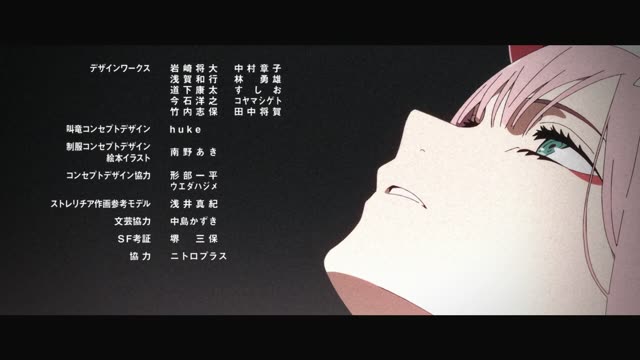 デザインワークス 岩崎将大 中村章子
浅賀和行 林 勇雄
道下康太 すしお
今石洋之 コヤマシゲト
竹内志保 田中将賀
叫竜コンセプトデザイン huke
制服コンセプトデザイン
絵本イラスト 南野あき
コンセプトデザイン協力 形部一平
ウエダハジメ
ストレリチア作画参考モデル 浅井真紀
文芸協力 中島かずき
SF考証 堺 三保
協力 ニトロプラス